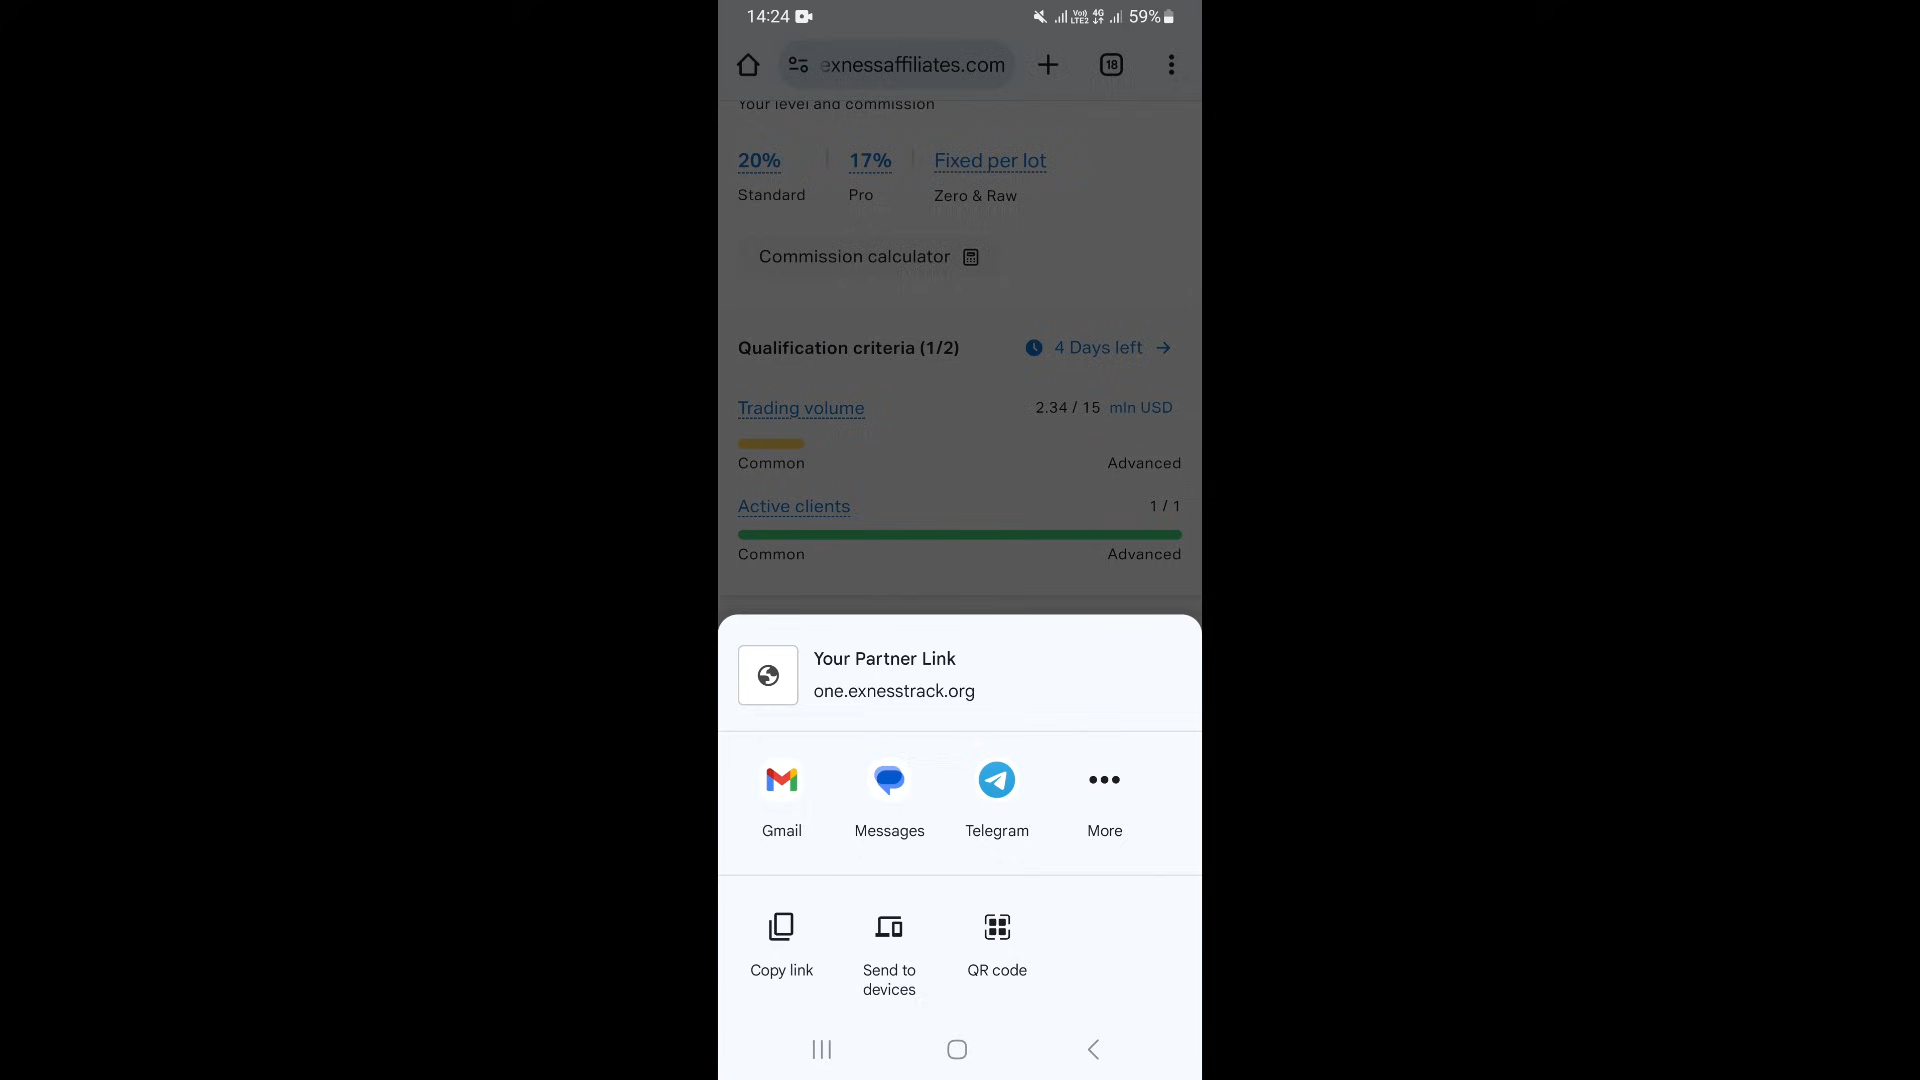 14:24 Vo) LTE2 4G 59%
exnessaffiliates.com 18
Your level and commission
20% 17% Fixed per lot
Standard Pro Zero & Raw
Commission calculator
Qualification criteria (1/2) 4 Days left
Trading volume 2.34 / 15 mln USD
Common Advanced
Active clients 1 / 1
Common Advanced
Your Partner Link
one.exnesstrack.org
Gmail Messages Telegram More
Copy link Send to devices QR code